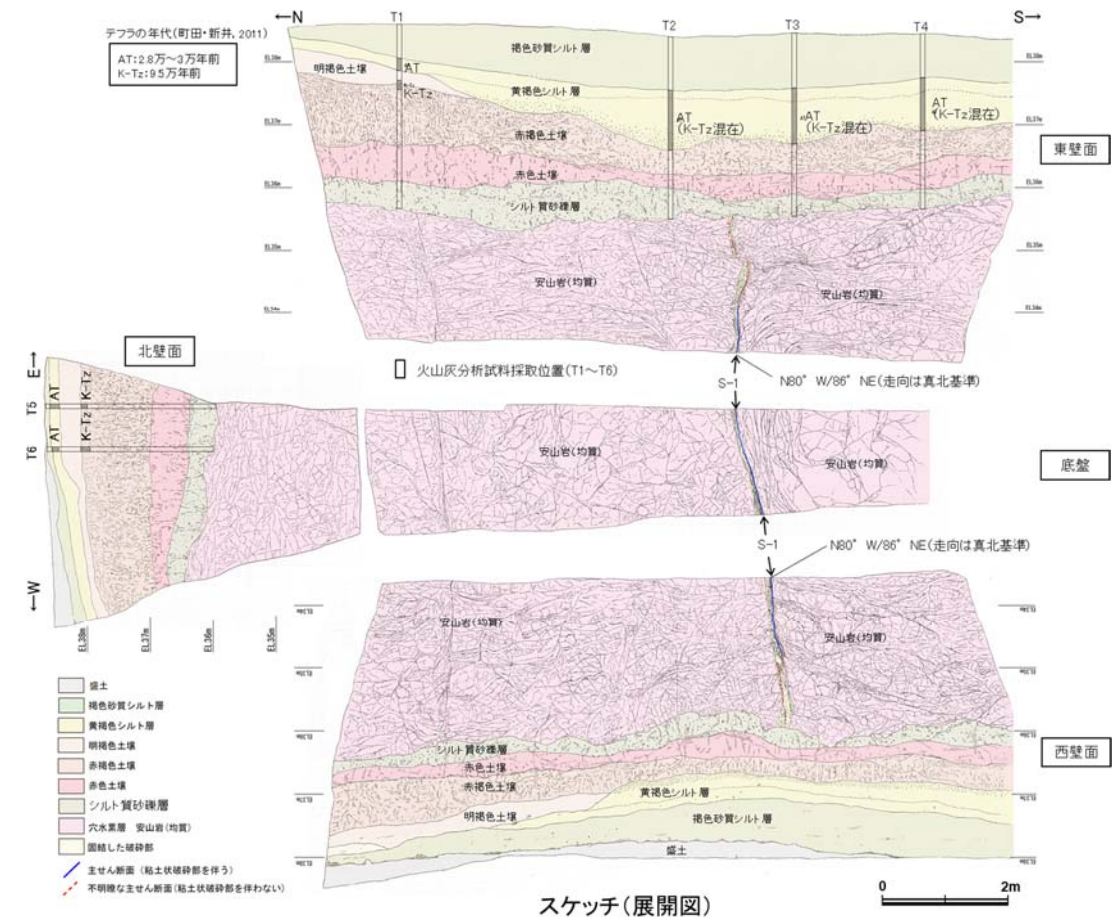 ←N
T1
T2
T3
T4
S→
テフラの年代(町田・新井, 2011)
AT:2.8万～3万年前
K-Tz:9.5万年前
褐色砂質シルト層
EL38m
EL38m
明褐色土壌
AT
K-Tz
黄褐色シルト層
AT
(K-Tz混在)
AT
(K-Tz混在)
AT
(K-Tz混在)
EL37m
EL37m
赤褐色土壌
東壁面
赤色土壌
EL36m
EL36m
シルト質砂礫層
EL35m
EL35m
安山岩(均質)
安山岩(均質)
EL34m
EL34m
北壁面
E→
火山灰分析試料採取位置(T1～T6)
S-1
N80° W/86° NE(走向は真北基準)
T5
AT
K-Tz
T6
AT
K-Tz
安山岩(均質)
安山岩(均質)
底盤
S-1
N80° W/86° NE(走向は真北基準)
←W
EL38m
EL37m
EL36m
EL35m
安山岩(均質)
安山岩(均質)
シルト質砂礫層
赤色土壌
赤褐色土壌
黄褐色シルト層
明褐色土壌
褐色砂質シルト層
盛土
西壁面
盛土
褐色砂質シルト層
黄褐色シルト層
明褐色土壌
赤褐色土壌
赤色土壌
シルト質砂礫層
穴水累層 安山岩(均質)
固結した破砕部
主せん断面 (粘土状破砕部を伴う)
不明瞭な主せん断面(粘土状破砕部を伴わない)
スケッチ(展開図)
0
2m